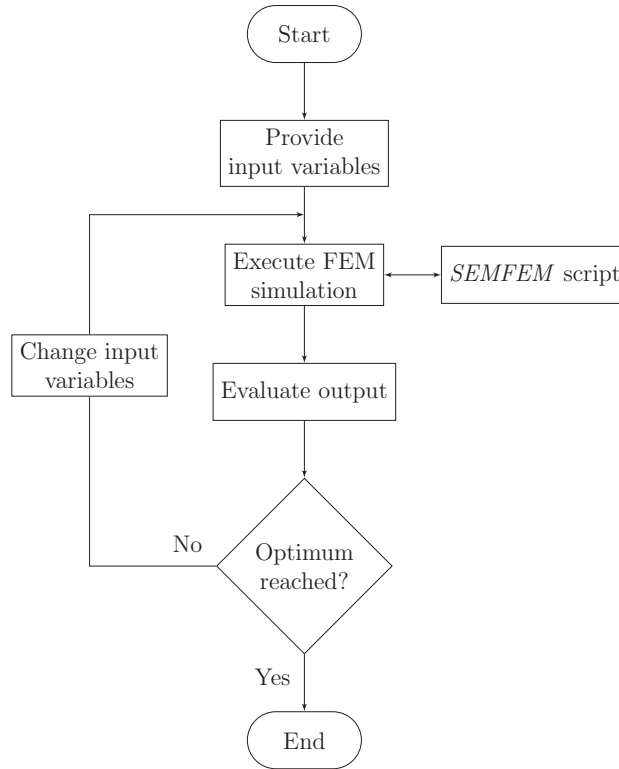 Start
Provide
input variables
Execute FEM
simulation
SEMFEM script
Change input
variables
Evaluate output
No
Optimum
reached?
Yes
End